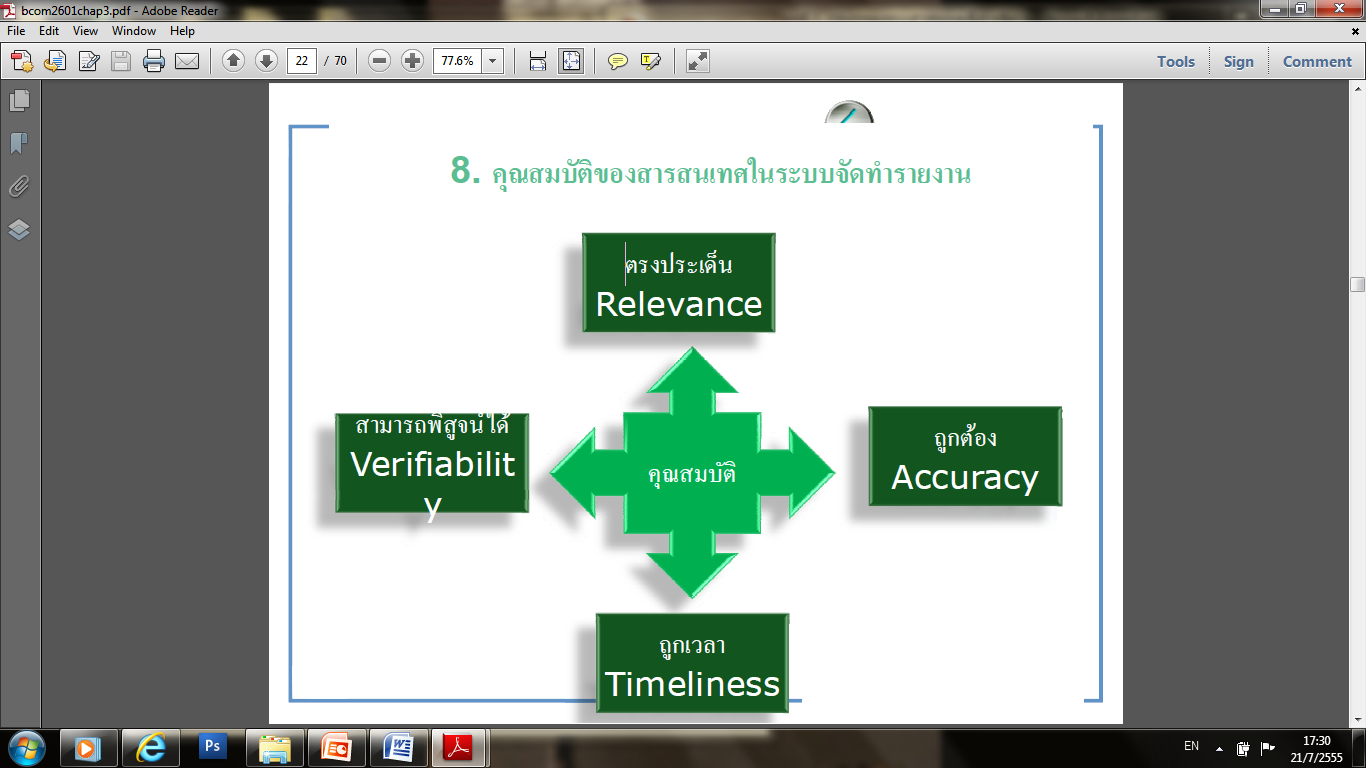 bcom2601chap3.pdf - Adobe Reader
File Edit View Window Help
22 / 70 77.6% Tools Sign Comment
8. คุณสมบัติของสารสนเทศในระบบจัดทำรายงาน
ตรงประเด็น
Relevance
สามารถพิสูจน์ได้
Verifiabilit
y
คุณสมบัติ
ถูกต้อง
Accuracy
ถูกเวลา
Timeliness
Ps
EN
17:30
21/7/2555